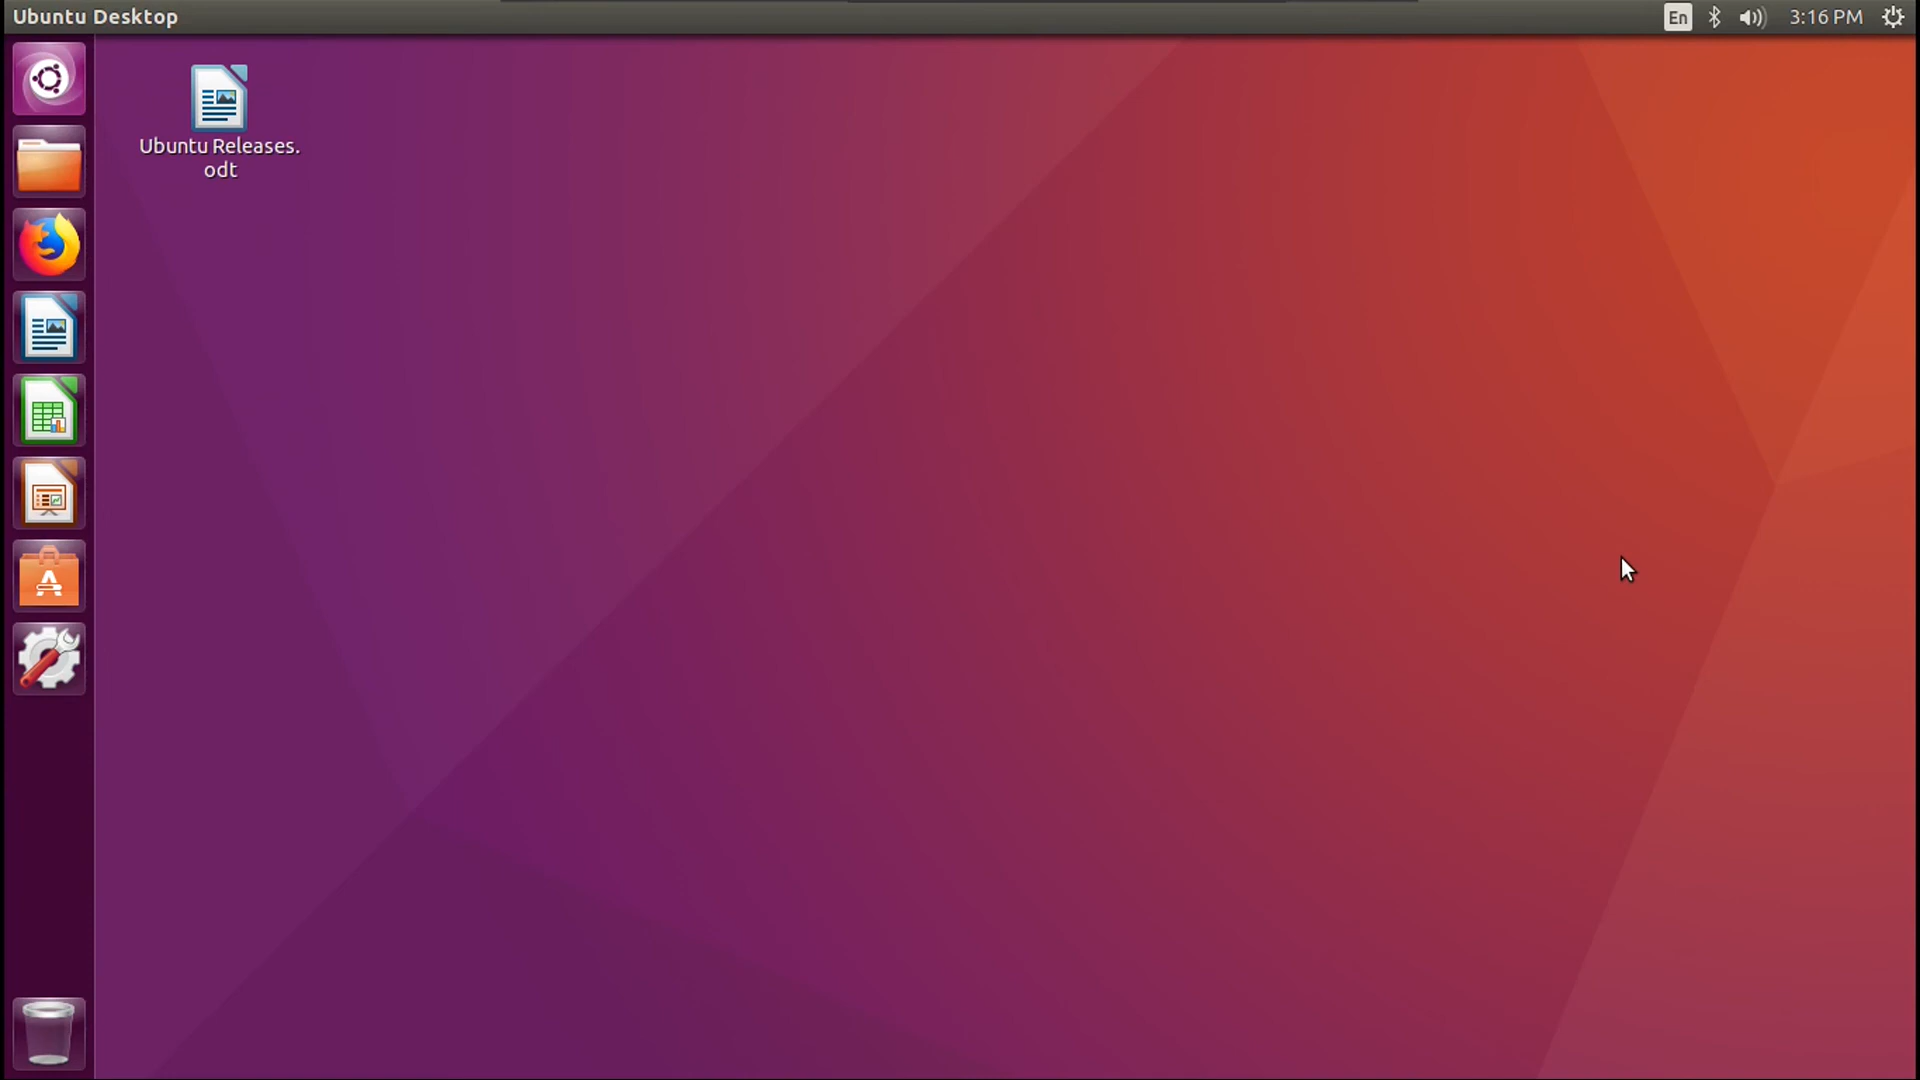 Ubuntu Desktop
En
3:16 PM
Ubuntu Releases.
odt